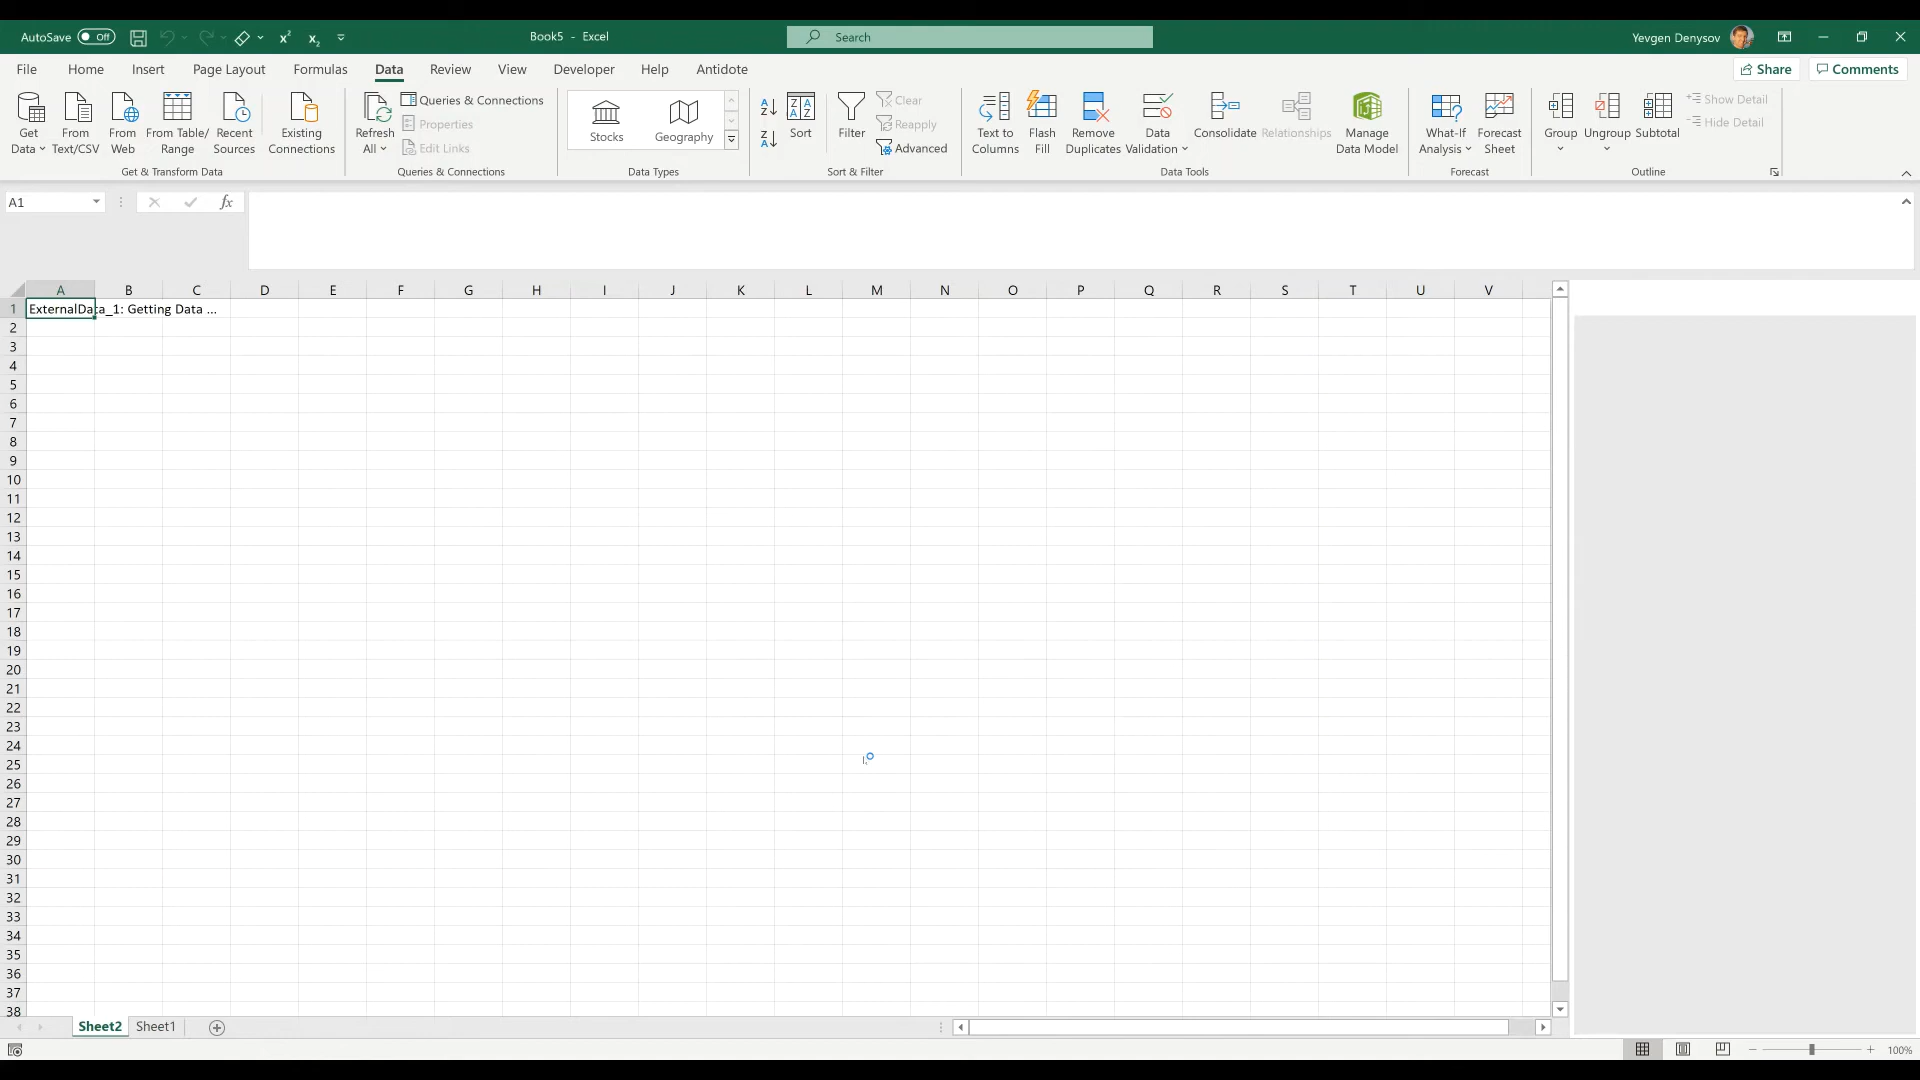 AutoSave Off Book5 - Excel Search Yevgen Denysov
File Home Insert Page Layout Formulas Data Review View Developer Help Antidote Share Comments
Get Data From Text/CSV From Web From Table/ Range Recent Sources Existing Connections
Get & Transform Data
Refresh All Queries & Connections
Properties
Edit Links
Queries & Connections
Stocks Geography
Data Types
Sort Filter Clear
Reapply
Advanced
Sort & Filter
Text to Columns Flash Fill Remove Duplicates Data Validation Consolidate Relationships Manage Data Model
Data Tools
What-If Analysis Forecast Sheet
Forecast
Group Ungroup Subtotal Show Detail
Hide Detail
Outline
A1 fx
A B C D E F G H I J K L M N O P Q R S T U V
1 ExternalData_1: Getting Data ...
2
3
4
5
6
7
8
9
10
11
12
13
14
15
16
17
18
19
20
21
22
23
24
25
26
27
28
29
30
31
32
33
34
35
36
37
38
Sheet2 Sheet1
100%